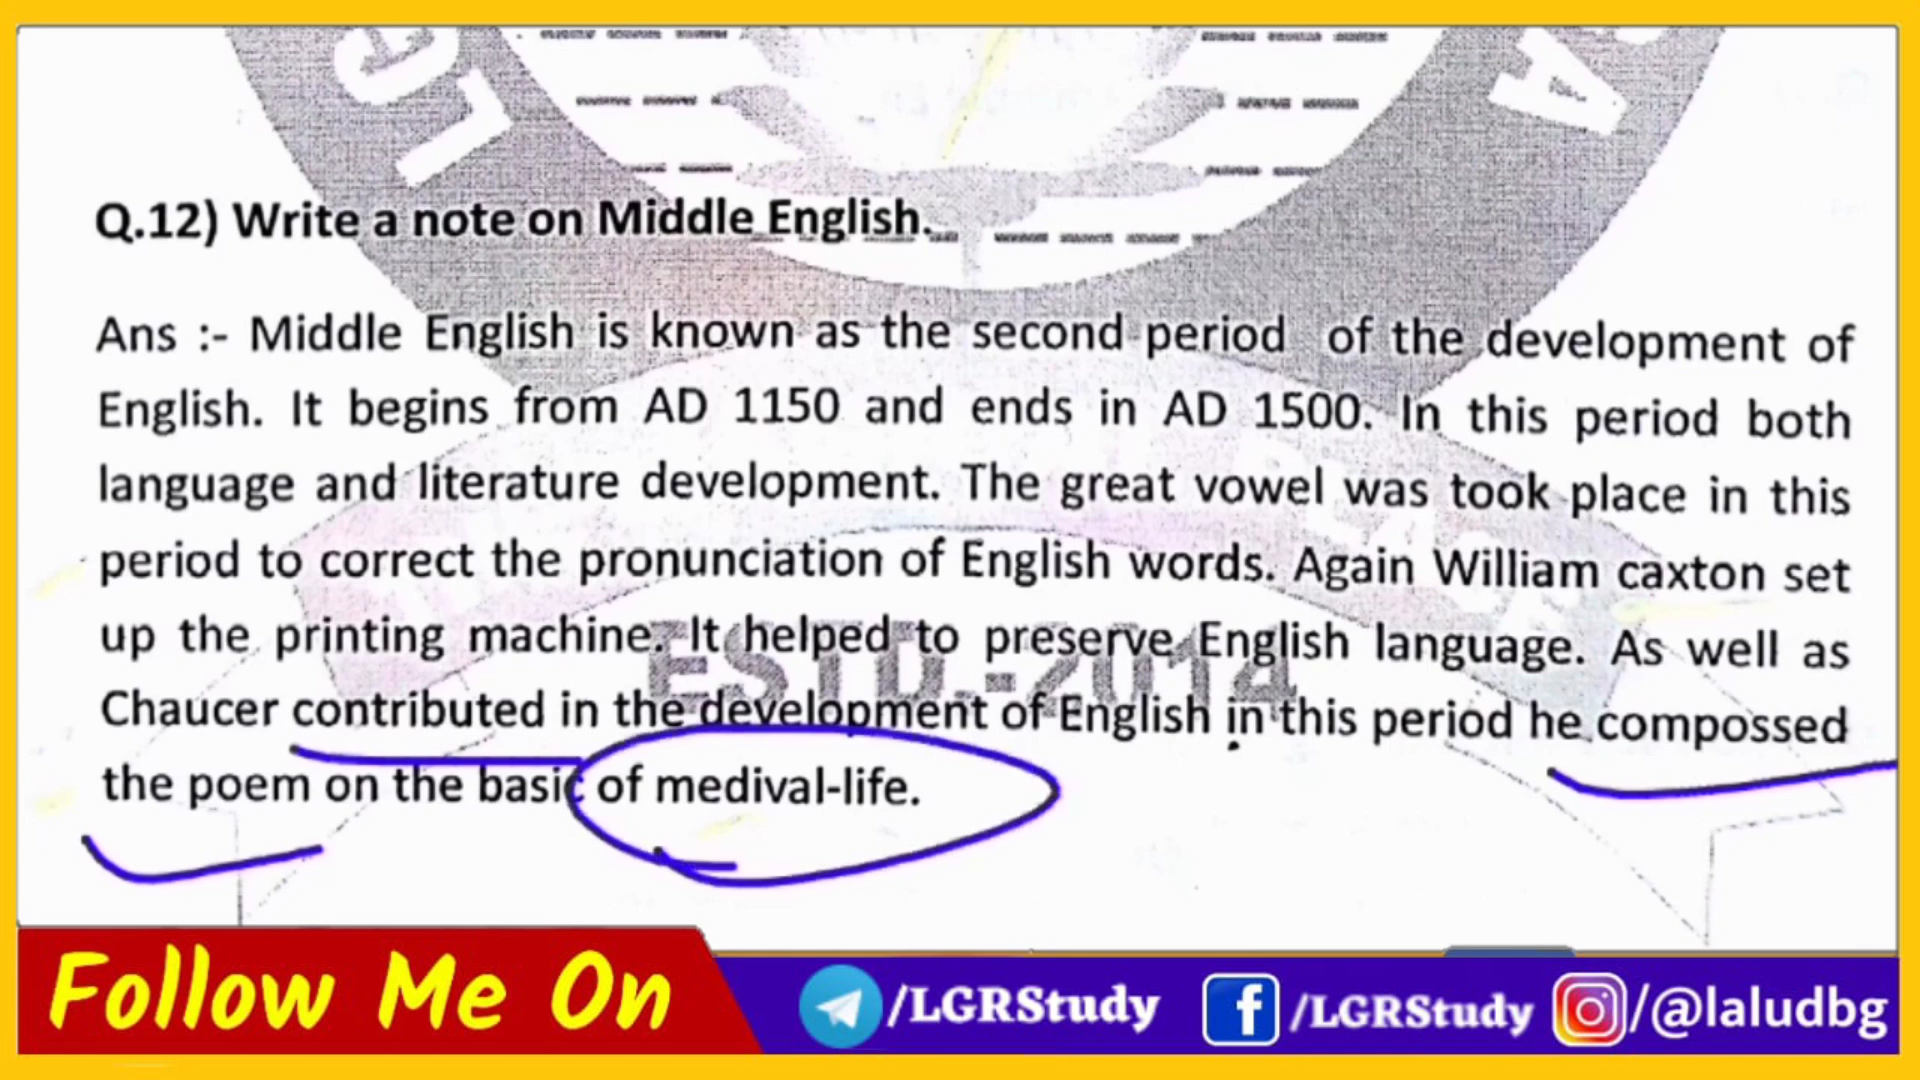 LG
A
Q.12) Write a note on Middle English.
Ans :- Middle English is known as the second period of the development of
English. It begins from AD 1150 and ends in AD 1500. In this period both
language and literature development. The great vowel was took place in this
period to correct the pronunciation of English words. Again William caxton set
up the printing machine. It helped to preserve English language. As well as
ESTD.-2014
Chaucer contributed in the development of English in this period he compossed
the poem on the basic of medival-life.
Follow Me On
/LGRStudy
/LGRStudy
/@laludbg